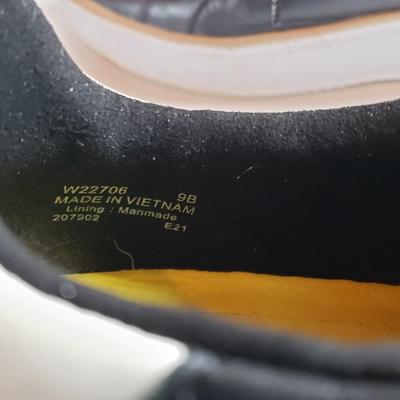 W22706 9B
MADE IN VIETNAM
Lining : Manmade
207902 E21